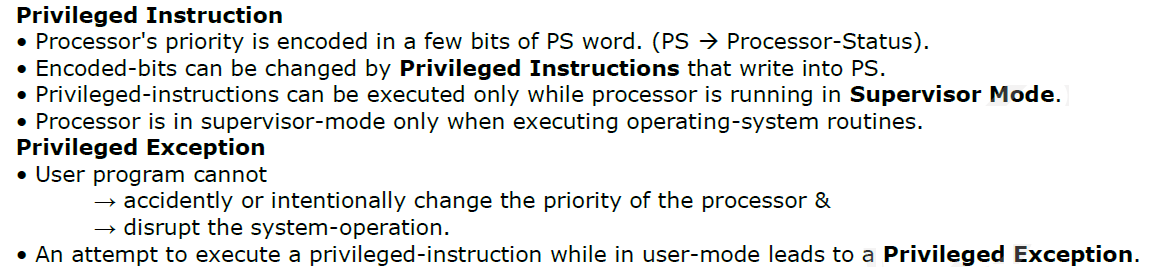 Privileged Instruction
• Processor's priority is encoded in a few bits of PS word. (PS → Processor-Status).
• Encoded-bits can be changed by Privileged Instructions that write into PS.
• Privileged-instructions can be executed only while processor is running in Supervisor Mode.
• Processor is in supervisor-mode only when executing operating-system routines.
Privileged Exception
• User program cannot
→ accidently or intentionally change the priority of the processor &
→ disrupt the system-operation.
• An attempt to execute a privileged-instruction while in user-mode leads to a Privileged Exception.